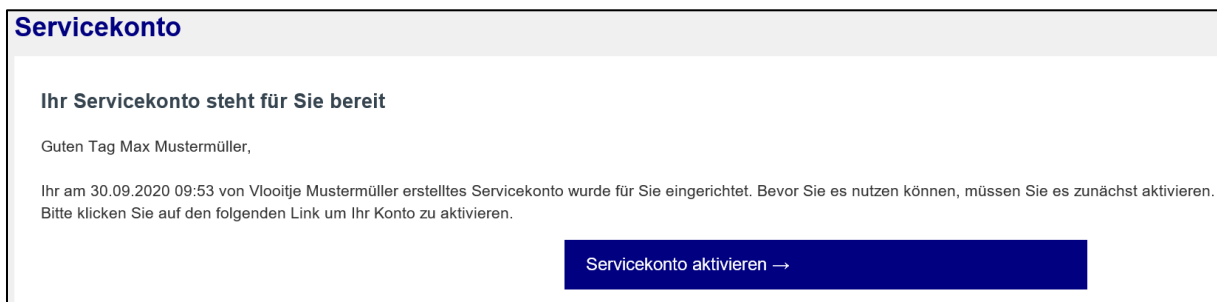 Servicekonto
Ihr Servicekonto steht für Sie bereit
Guten Tag Max Mustermüller,
Ihr am 30.09.2020 09:53 von Vlooitje Mustermüller erstelltes Servicekonto wurde für Sie eingerichtet. Bevor Sie es nutzen können, müssen Sie es zunächst aktivieren.
Bitte klicken Sie auf den folgenden Link um Ihr Konto zu aktivieren.
Servicekonto aktivieren →